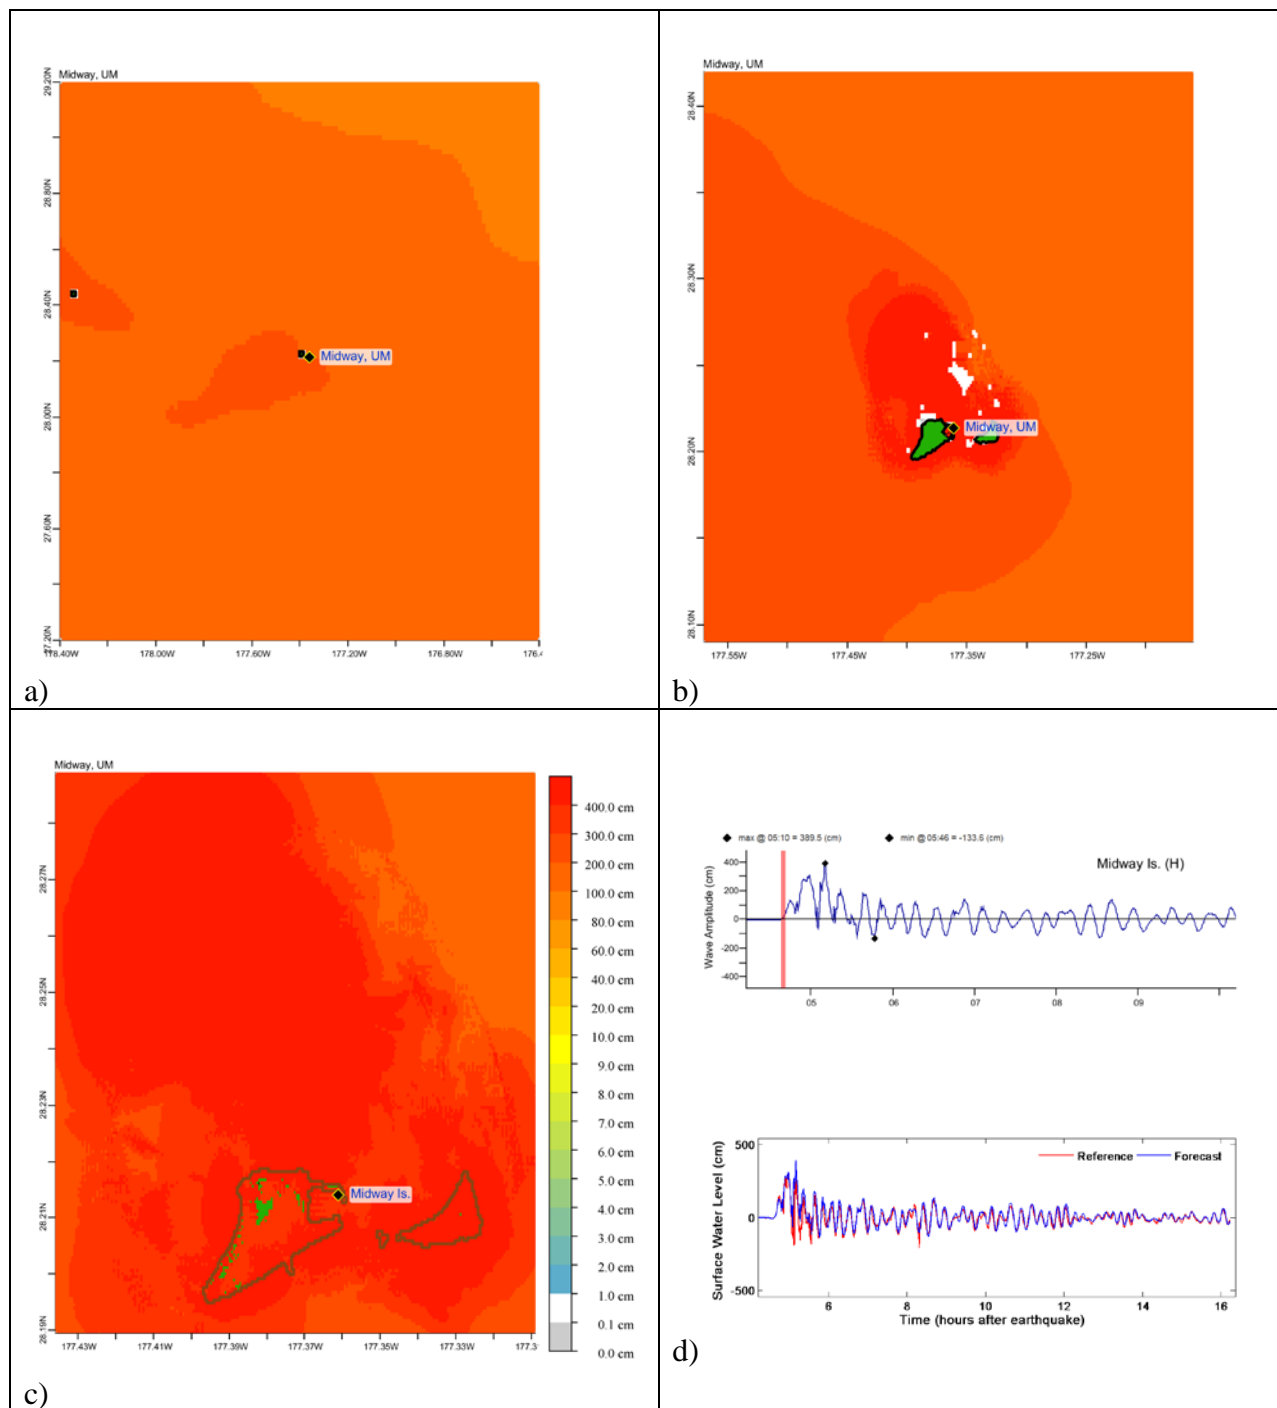 Midway, UM
29.20N
28.80N
28.40N
28.00N
27.60N
27.20N
Midway, UM
178.40W
178.00W
177.60W
177.20W
176.80W
176.4
a)
Midway, UM
28.40N
28.30N
28.20N
28.10N
Midway, UM
177.55W
177.45W
177.35W
177.25W
b)
Midway, UM
28.27N
28.25N
28.23N
28.21N
28.19N
Midway Is.
177.43W
177.41W
177.39W
177.37W
177.35W
177.33W
177.3
400.0 cm
300.0 cm
200.0 cm
100.0 cm
80.0 cm
60.0 cm
40.0 cm
20.0 cm
10.0 cm
9.0 cm
8.0 cm
7.0 cm
6.0 cm
5.0 cm
4.0 cm
3.0 cm
2.0 cm
1.0 cm
0.1 cm
0.0 cm
c)
max @ 05:10 = 389.5 (cm) min @ 05:46 = -133.6 (cm)
Midway Is. (H)
Wave Amplitude (cm)
400
200
0
-200
-400
05 06 07 08 09
Surface Water Level (cm)
500
0
-500
Reference Forecast
6 8 10 12 14 16
Time (hours after earthquake)
d)